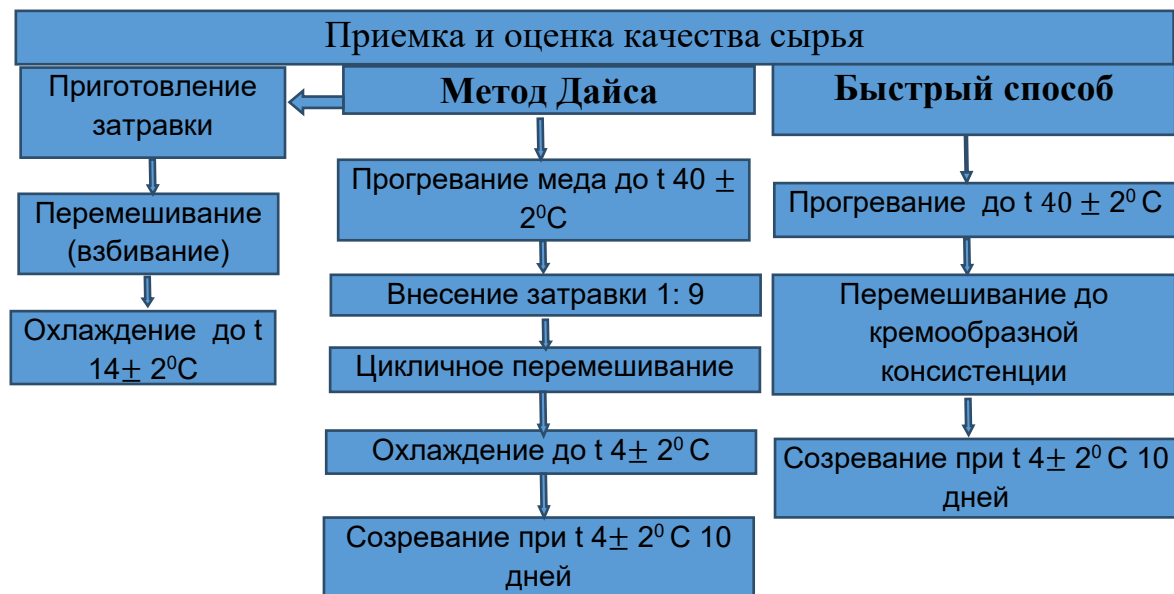 Приемка и оценка качества сырья
Приготовление
затравки
Перемешивание
(взбивание)
Охлаждение до t
14± 2⁰C
Метод Дайса
Прогревание меда до t 40 ±
2⁰C
Внесение затравки 1: 9
Цикличное перемешивание
Охлаждение до t 4± 2⁰ C
Созревание при t 4± 2⁰ C 10
дней
Быстрый способ
Прогревание до t 40 ± 2⁰ C
Перемешивание до
кремообразной
консистенции
Созревание при t 4± 2⁰ C 10
дней